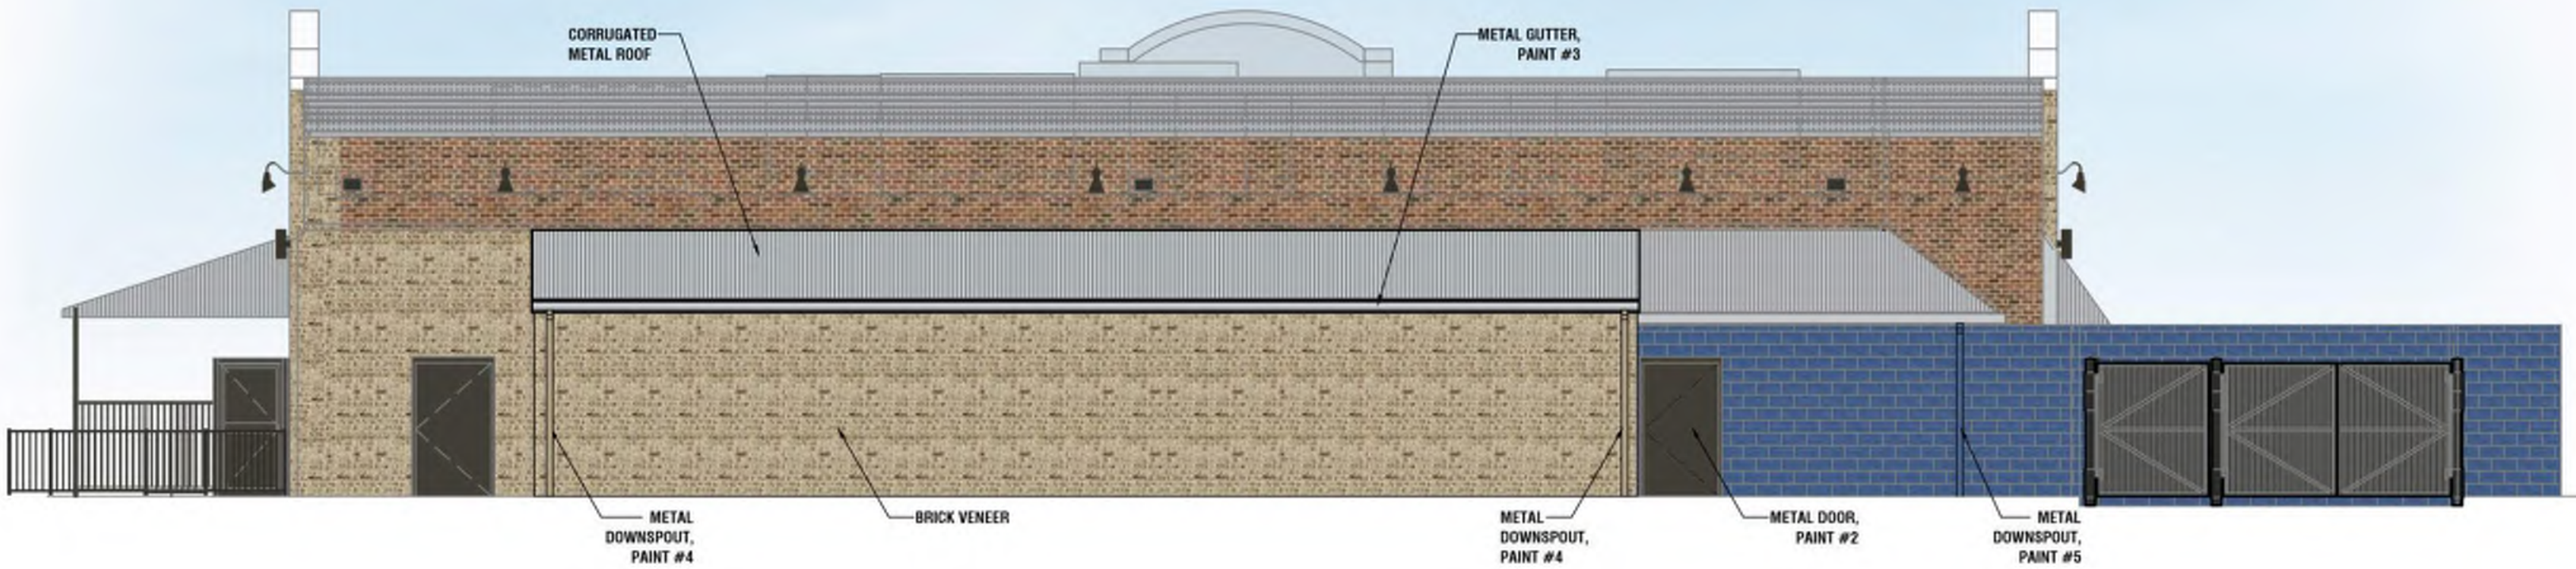 CORRUGATED
METAL ROOF
METAL GUTTER,
PAINT #3
METAL
DOWNSPOUT,
PAINT #4
BRICK VENEER
METAL
DOWNSPOUT,
PAINT #4
METAL DOOR,
PAINT #2
METAL
DOWNSPOUT,
PAINT #5